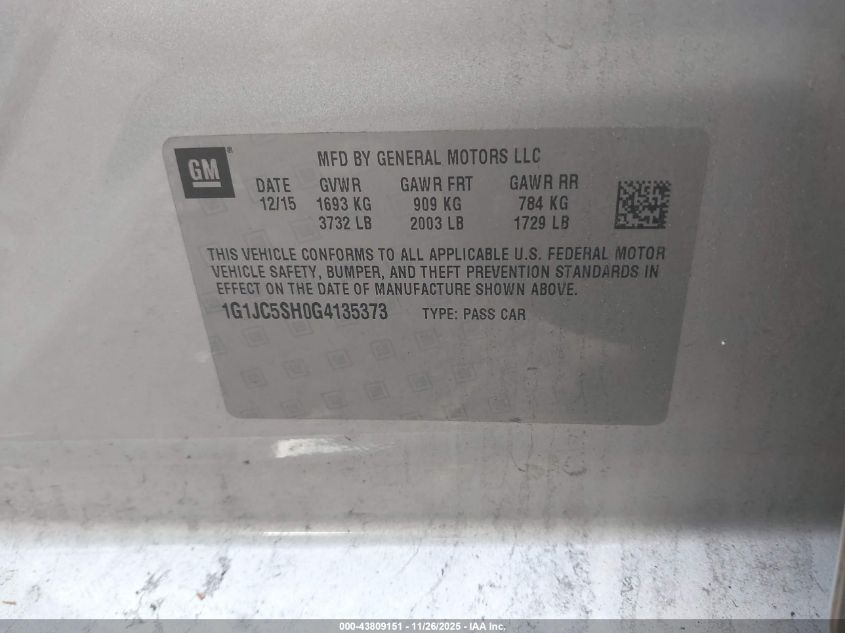 GM®
MFD BY GENERAL MOTORS LLC
DATE GVWR GAWR FRT GAWR RR
12/15 1693 KG 909 KG 784 KG
3732 LB 2003 LB 1729 LB
THIS VEHICLE CONFORMS TO ALL APPLICABLE U.S. FEDERAL MOTOR
VEHICLE SAFETY, BUMPER, AND THEFT PREVENTION STANDARDS IN
EFFECT ON THE DATE OF MANUFACTURE SHOWN ABOVE.
1G1JC5SH0G4135373 TYPE: PASS CAR
000-43809151 - 11/26/2025 - IAA Inc.